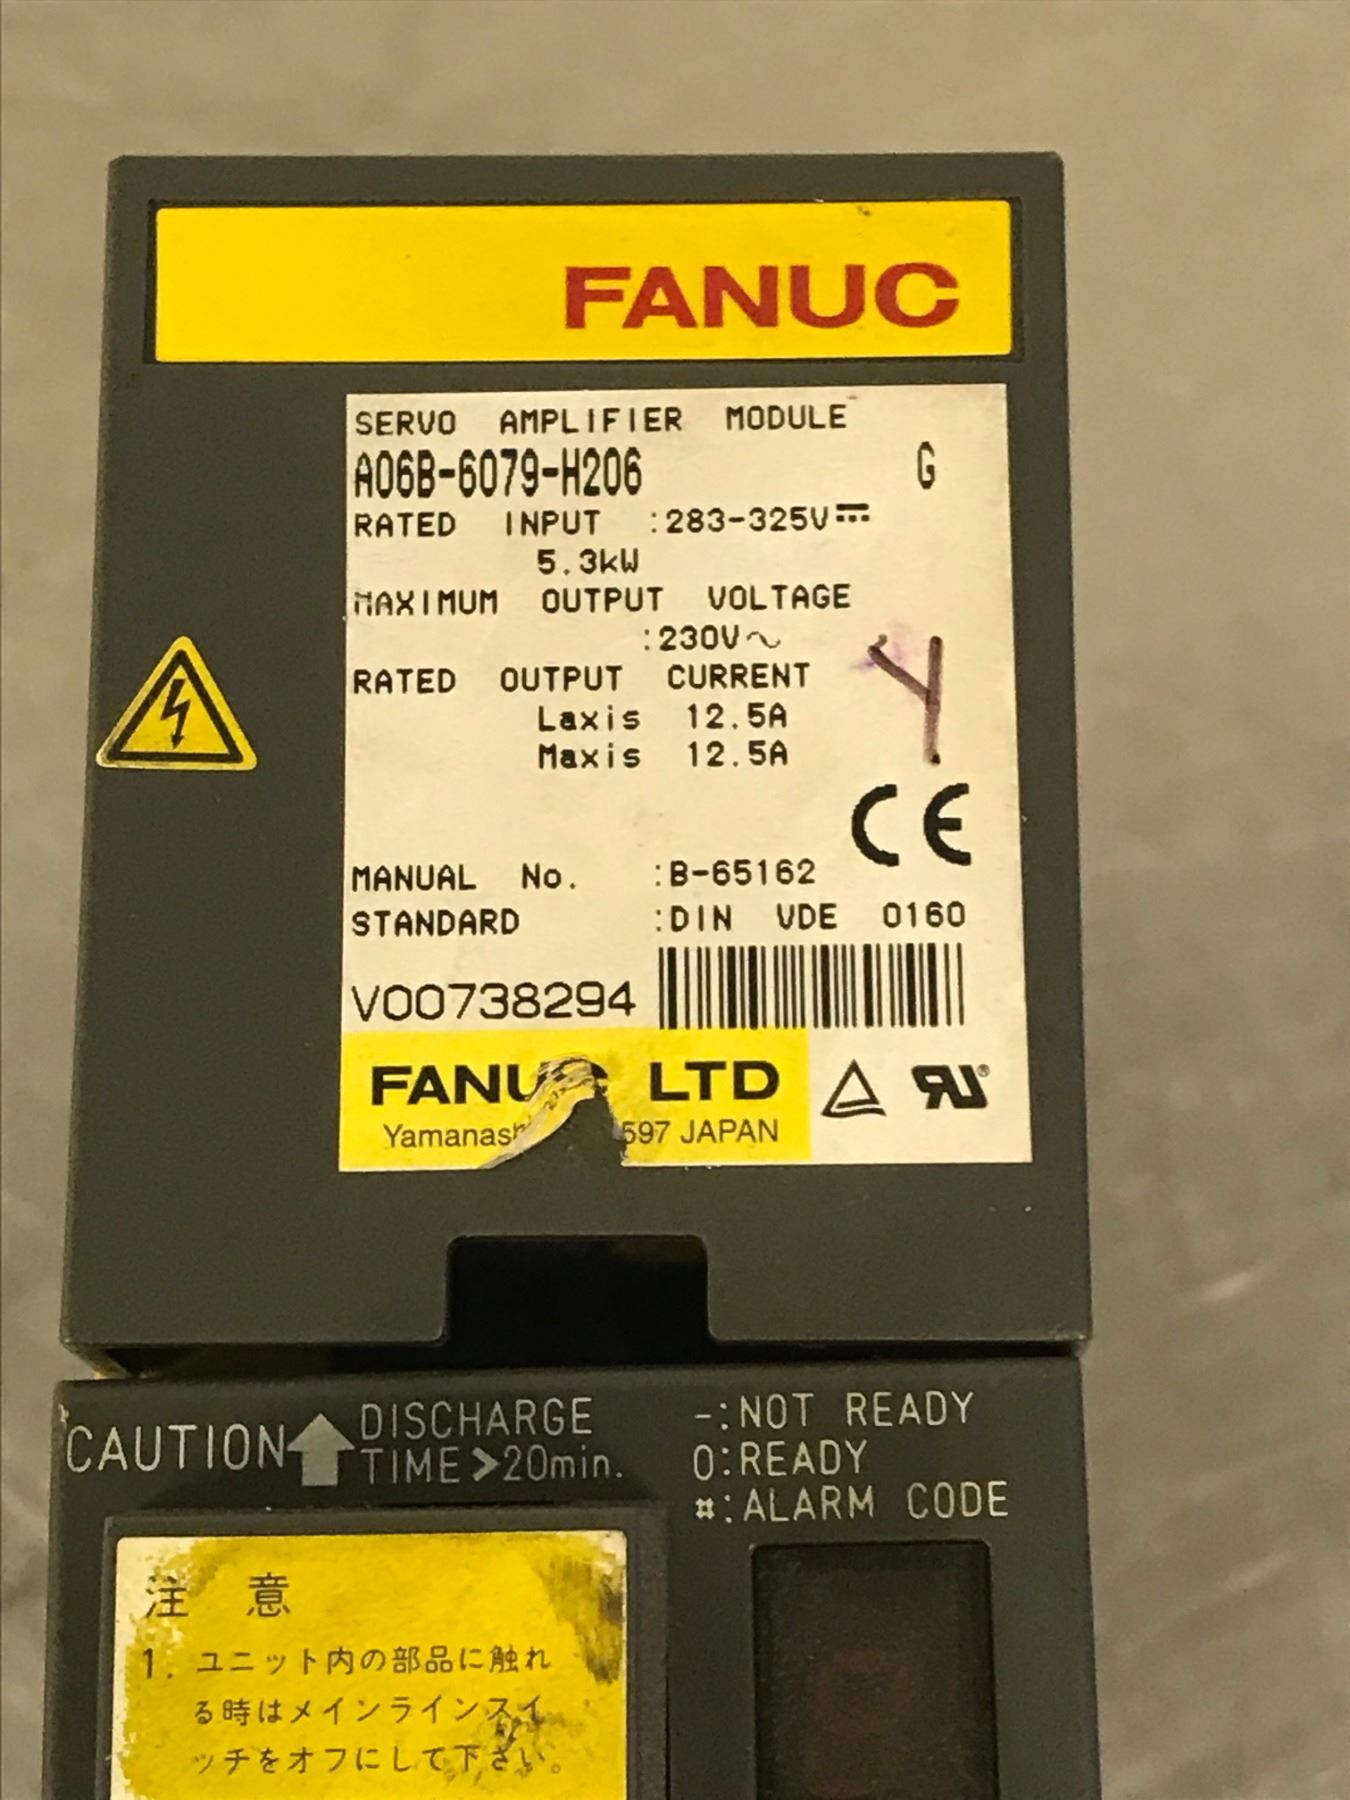 FANUC
SERVO AMPLIFIER MODULE
A06B-6079-H206 G
RATED INPUT :283-325V⎓
5.3kW
MAXIMUM OUTPUT VOLTAGE
:230V~
RATED OUTPUT CURRENT
Laxis 12.5A
Maxis 12.5A
Y
CE
MANUAL No. :B-65162
STANDARD :DIN VDE 0160
V00738294
FANUC LTD
597 JAPAN
CAUTION DISCHARGE
TIME>20min.
-:NOT READY
0:READY
#:ALARM CODE
注 意
1. ユニット内の部品に触れ
る時はメインラインスイ
ッチをオフにして下さい。